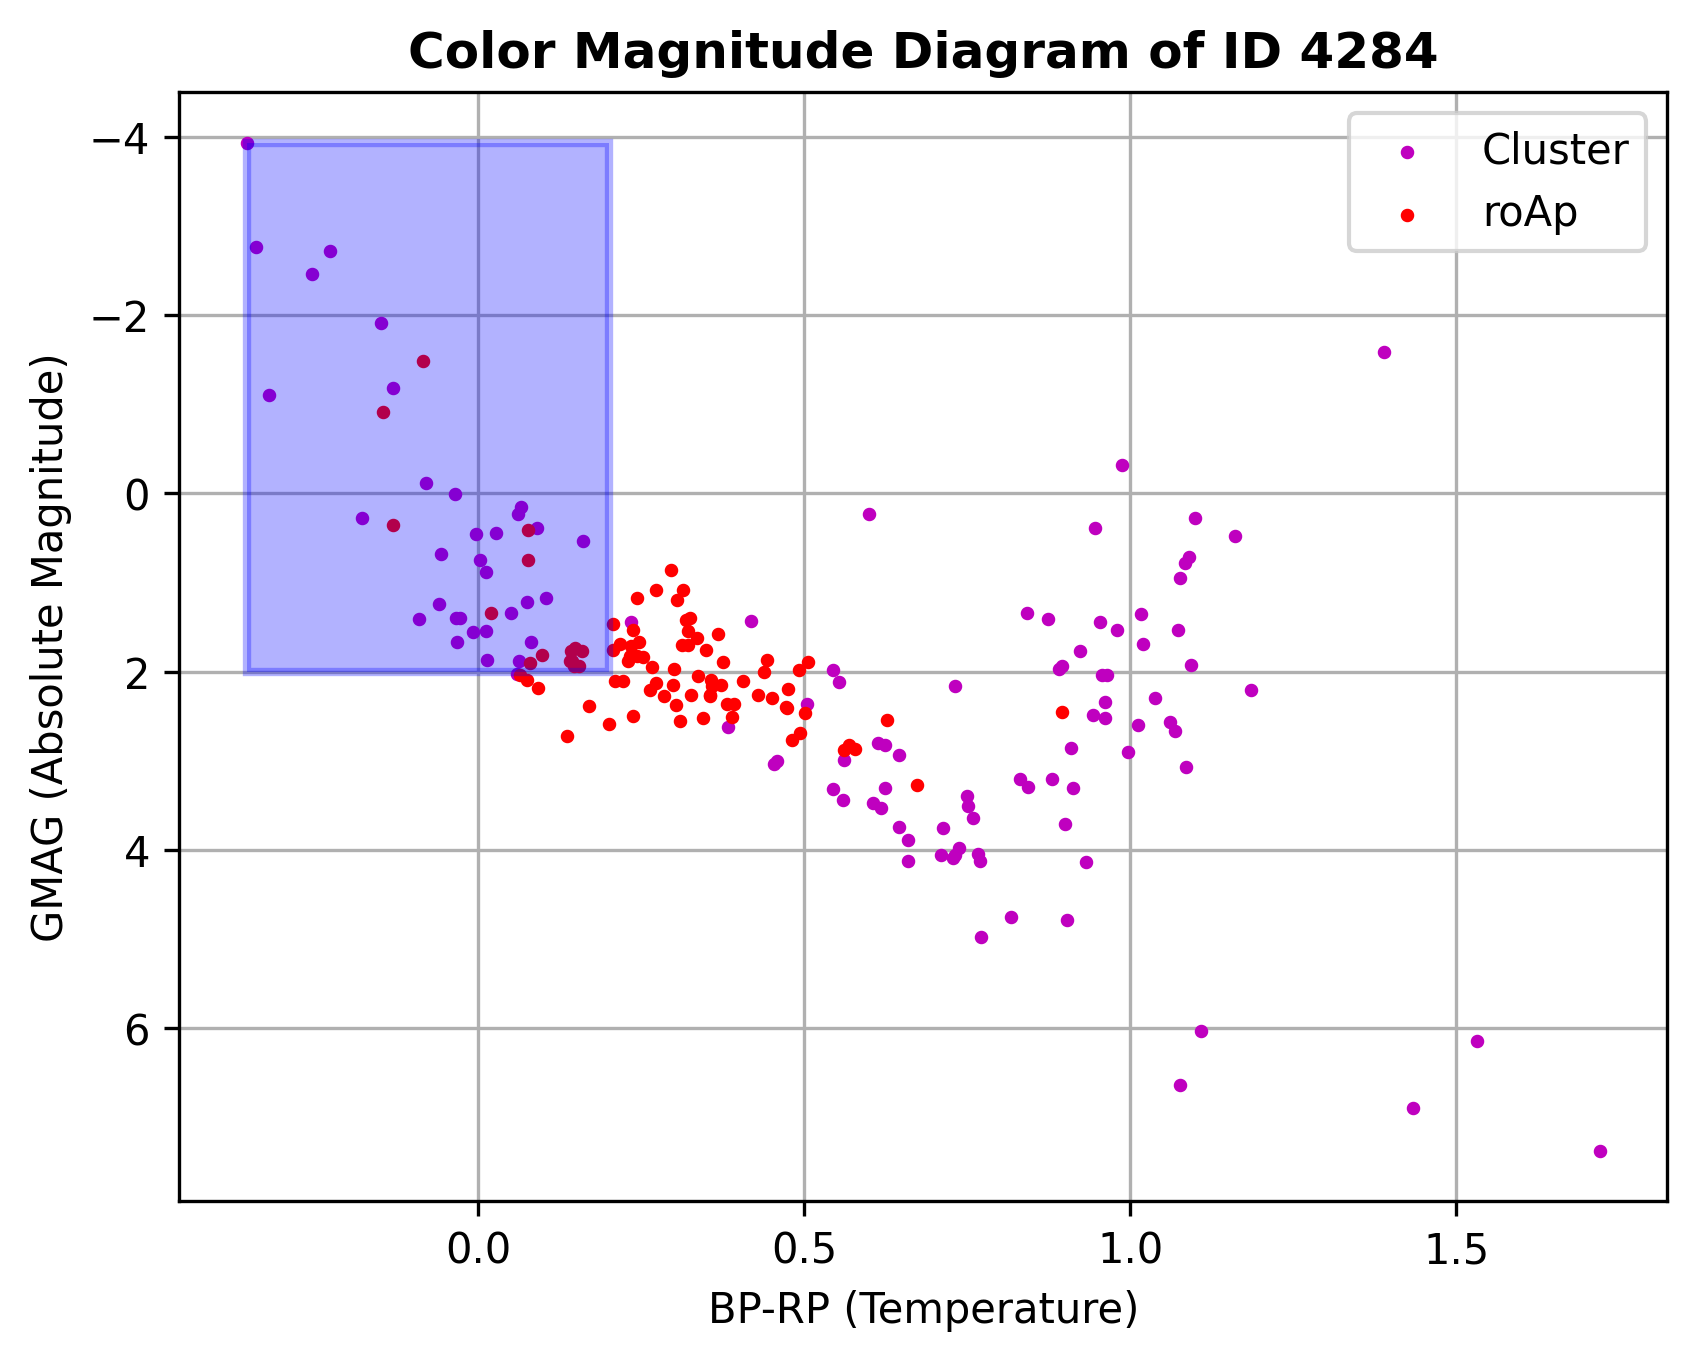 Color Magnitude Diagram of ID 4284
Cluster
roAp
−4
−2
0
2
4
6
GMAG (Absolute Magnitude)
0.0 0.5 1.0 1.5
BP-RP (Temperature)